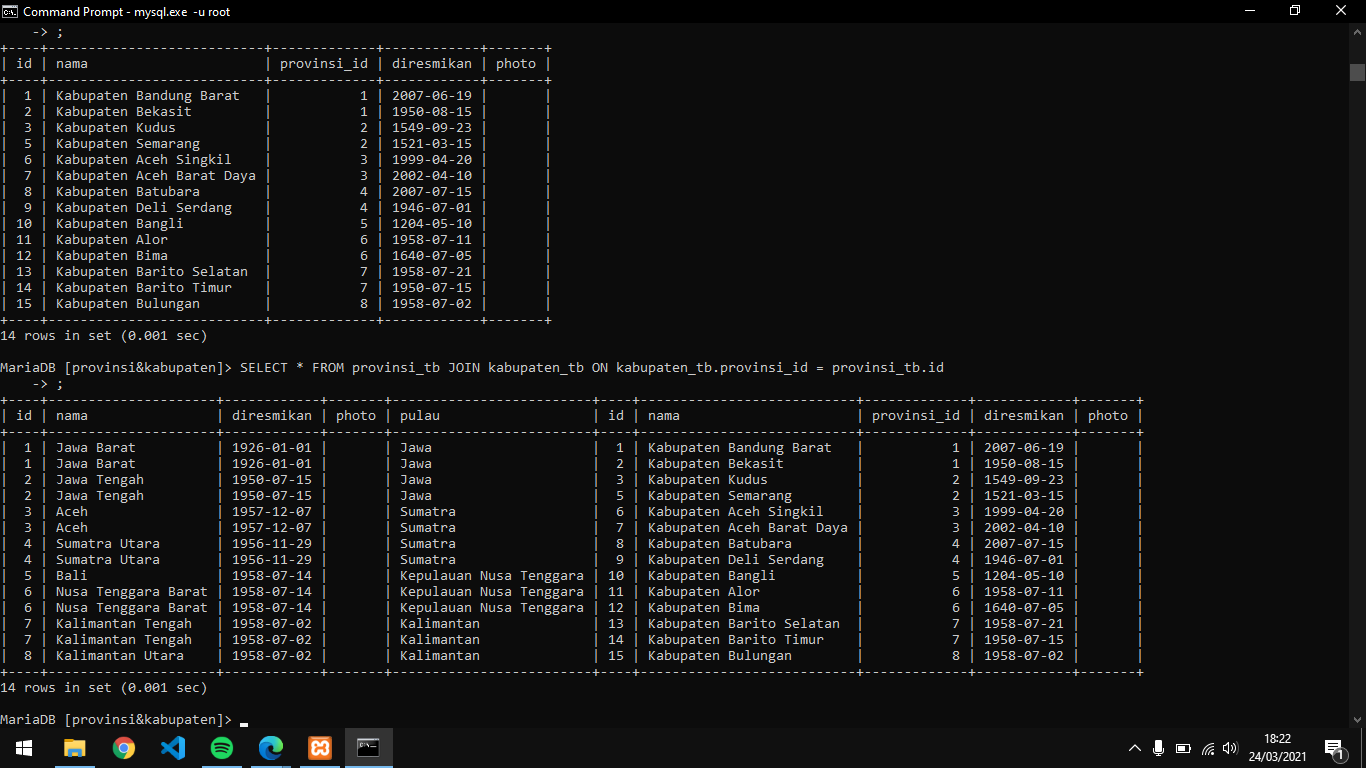 Command Prompt - mysql.exe -u root
    -> ;
+----+---------------------------+-------------+------------+-------+
| id | nama                      | provinsi_id | diresmikan | photo |
+----+---------------------------+-------------+------------+-------+
|  1 | Kabupaten Bandung Barat   |           1 | 2007-06-19 |       |
|  2 | Kabupaten Bekasit         |           1 | 1950-08-15 |       |
|  3 | Kabupaten Kudus           |           2 | 1549-09-23 |       |
|  5 | Kabupaten Semarang        |           2 | 1521-03-15 |       |
|  6 | Kabupaten Aceh Singkil    |           3 | 1999-04-20 |       |
|  7 | Kabupaten Aceh Barat Daya |           3 | 2002-04-10 |       |
|  8 | Kabupaten Batubara        |           4 | 2007-07-15 |       |
|  9 | Kabupaten Deli Serdang    |           4 | 1946-07-01 |       |
| 10 | Kabupaten Bangli          |           5 | 1204-05-10 |       |
| 11 | Kabupaten Alor            |           6 | 1958-07-11 |       |
| 12 | Kabupaten Bima            |           6 | 1640-07-05 |       |
| 13 | Kabupaten Barito Selatan  |           7 | 1958-07-21 |       |
| 14 | Kabupaten Barito Timur    |           7 | 1950-07-15 |       |
| 15 | Kabupaten Bulungan        |           8 | 1958-07-02 |       |
+----+---------------------------+-------------+------------+-------+
14 rows in set (0.001 sec)

MariaDB [provinsi&kabupaten]> SELECT * FROM provinsi_tb JOIN kabupaten_tb ON kabupaten_tb.provinsi_id = provinsi_tb.id
    -> ;
+----+---------------------+------------+-------+-------------------------+----+---------------------------+-------------+------------+-------+
| id | nama                | diresmikan | photo | pulau                   | id | nama                      | provinsi_id | diresmikan | photo |
+----+---------------------+------------+-------+-------------------------+----+---------------------------+-------------+------------+-------+
|  1 | Jawa Barat          | 1926-01-01 |       | Jawa                    |  1 | Kabupaten Bandung Barat   |           1 | 2007-06-19 |       |
|  1 | Jawa Barat          | 1926-01-01 |       | Jawa                    |  2 | Kabupaten Bekasit         |           1 | 1950-08-15 |       |
|  2 | Jawa Tengah         | 1950-07-15 |       | Jawa                    |  3 | Kabupaten Kudus           |           2 | 1549-09-23 |       |
|  2 | Jawa Tengah         | 1950-07-15 |       | Jawa                    |  5 | Kabupaten Semarang        |           2 | 1521-03-15 |       |
|  3 | Aceh                | 1957-12-07 |       | Sumatra                 |  6 | Kabupaten Aceh Singkil    |           3 | 1999-04-20 |       |
|  3 | Aceh                | 1957-12-07 |       | Sumatra                 |  7 | Kabupaten Aceh Barat Daya |           3 | 2002-04-10 |       |
|  4 | Sumatra Utara       | 1956-11-29 |       | Sumatra                 |  8 | Kabupaten Batubara        |           4 | 2007-07-15 |       |
|  4 | Sumatra Utara       | 1956-11-29 |       | Sumatra                 |  9 | Kabupaten Deli Serdang    |           4 | 1946-07-01 |       |
|  5 | Bali                | 1958-07-14 |       | Kepulauan Nusa Tenggara | 10 | Kabupaten Bangli          |           5 | 1204-05-10 |       |
|  6 | Nusa Tenggara Barat | 1958-07-14 |       | Kepulauan Nusa Tenggara | 11 | Kabupaten Alor            |           6 | 1958-07-11 |       |
|  6 | Nusa Tenggara Barat | 1958-07-14 |       | Kepulauan Nusa Tenggara | 12 | Kabupaten Bima            |           6 | 1640-07-05 |       |
|  7 | Kalimantan Tengah   | 1958-07-02 |       | Kalimantan              | 13 | Kabupaten Barito Selatan  |           7 | 1958-07-21 |       |
|  7 | Kalimantan Tengah   | 1958-07-02 |       | Kalimantan              | 14 | Kabupaten Barito Timur    |           7 | 1950-07-15 |       |
|  8 | Kalimantan Utara    | 1958-07-02 |       | Kalimantan              | 15 | Kabupaten Bulungan        |           8 | 1958-07-02 |       |
+----+---------------------+------------+-------+-------------------------+----+---------------------------+-------------+------------+-------+
14 rows in set (0.001 sec)

MariaDB [provinsi&kabupaten]> _
18:22
24/03/2021
1